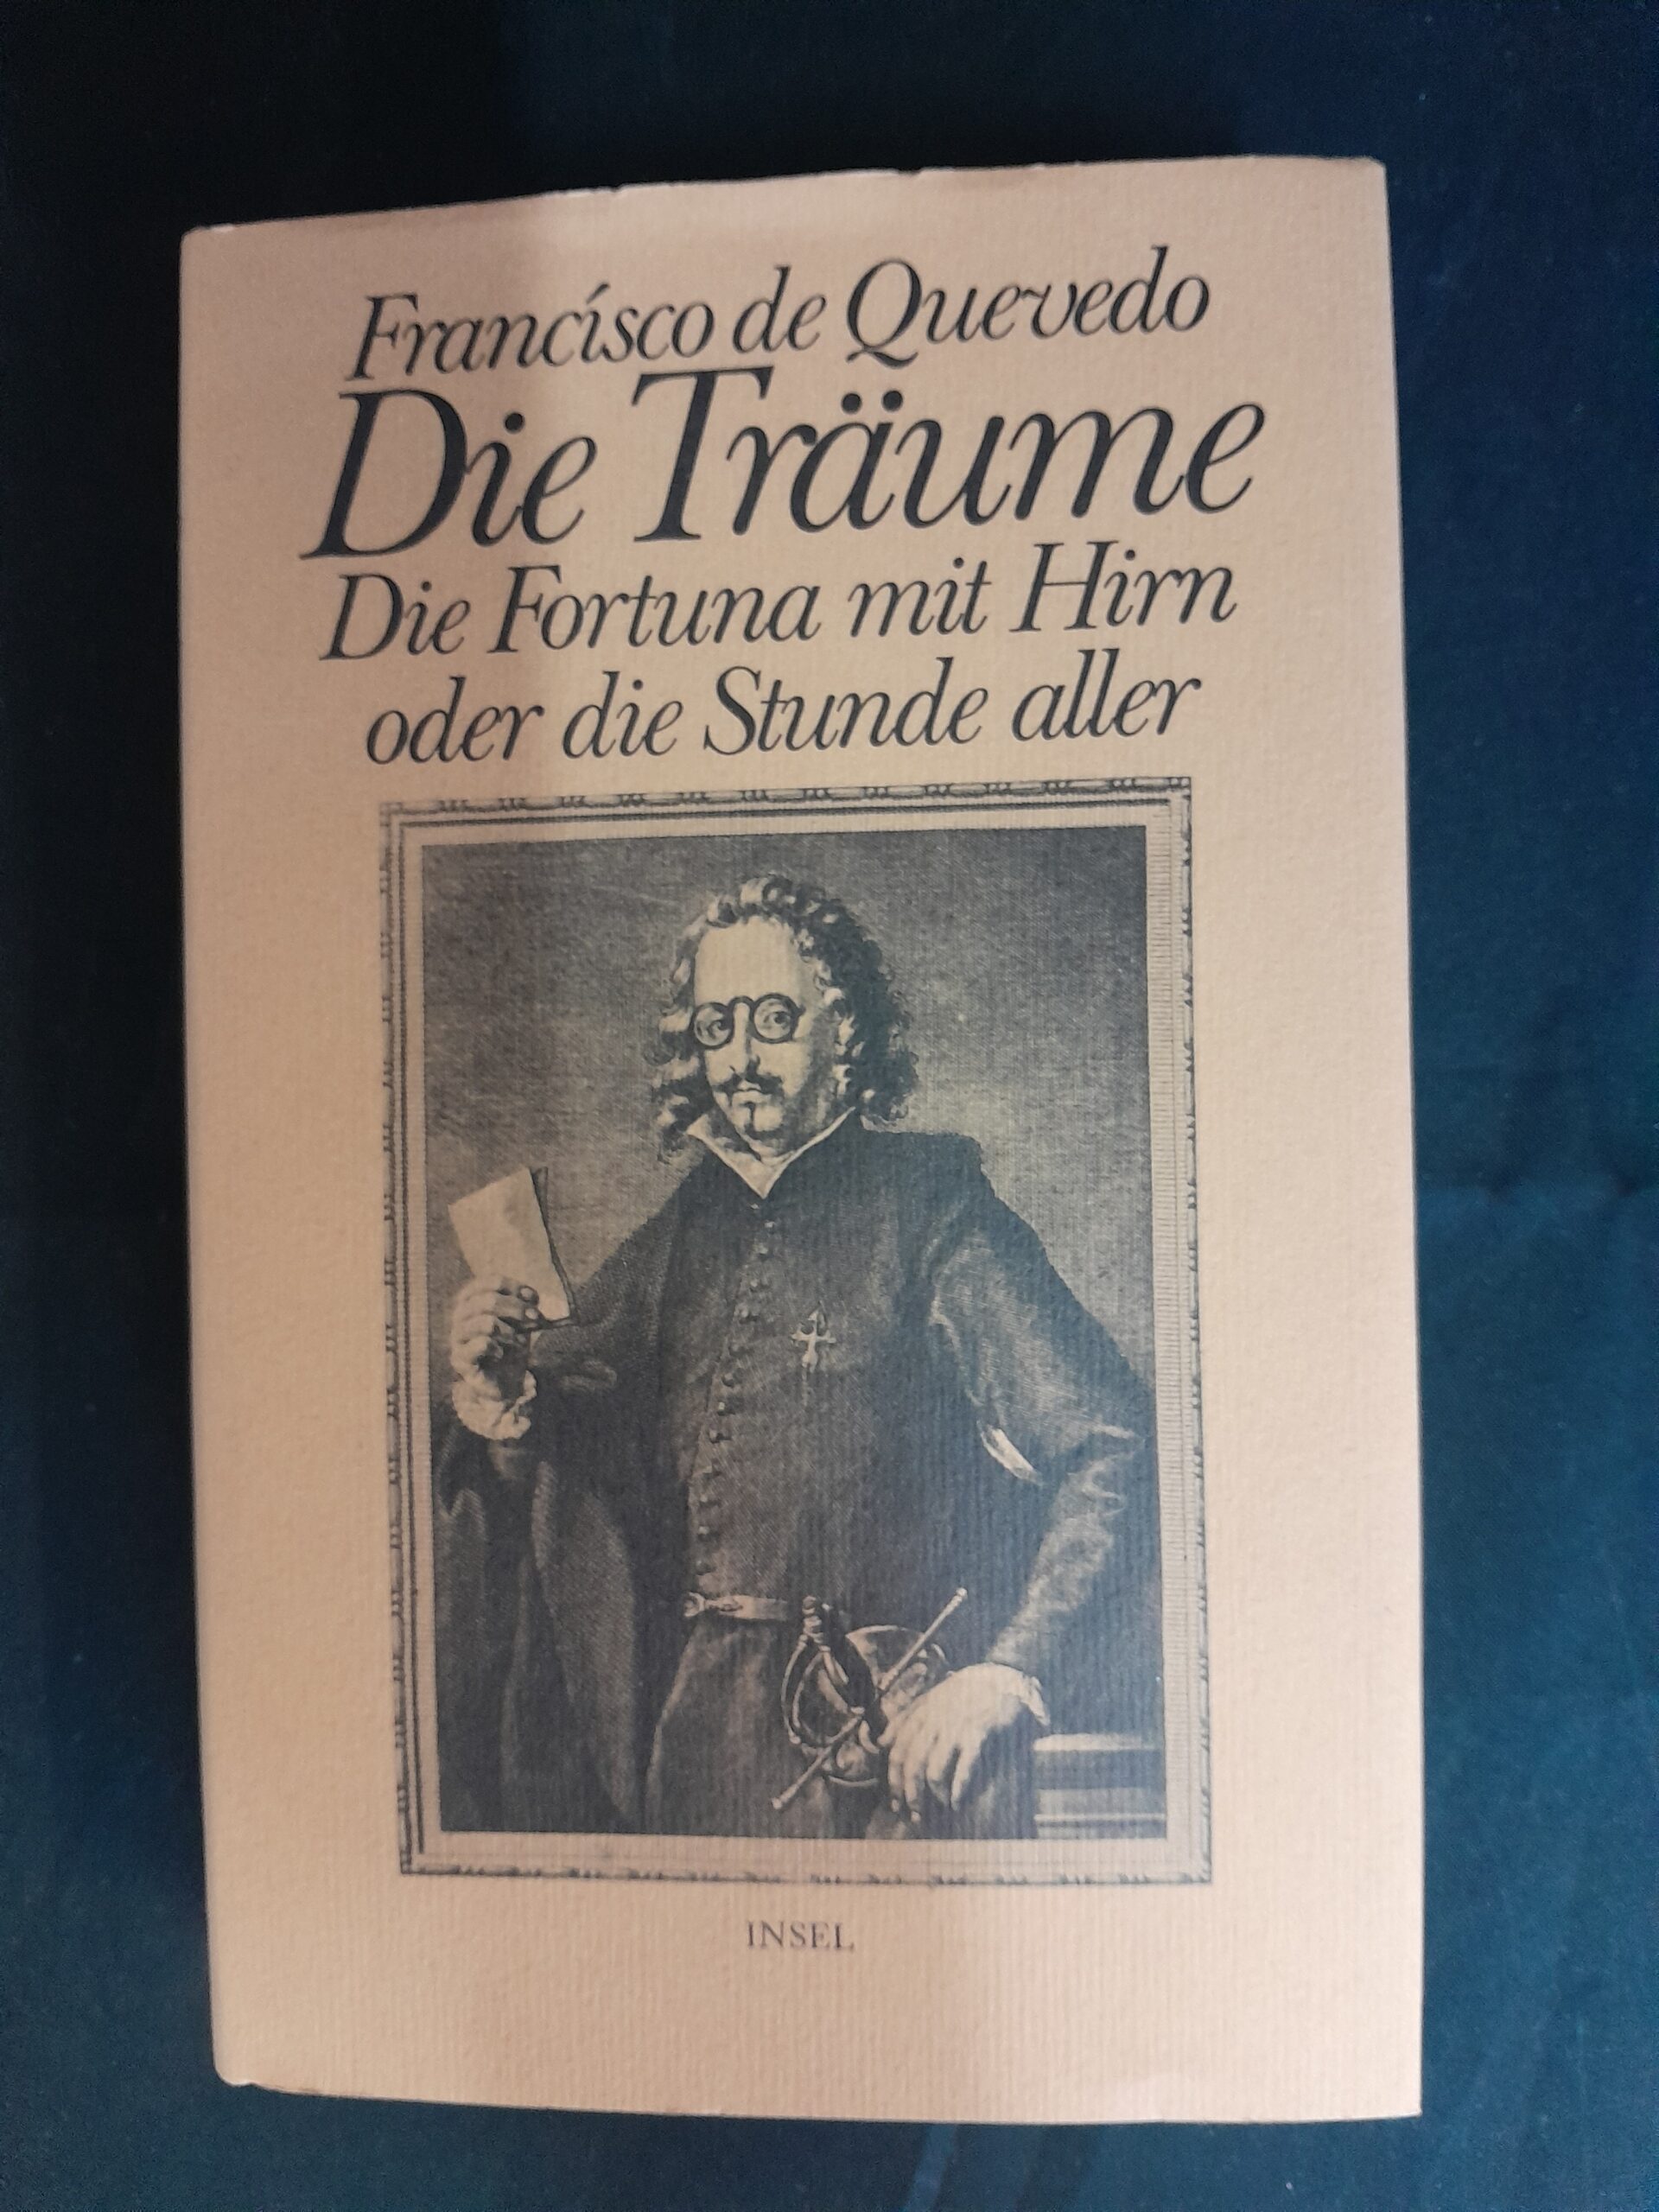 Francísco de Quevedo
Die Träume
Die Fortuna mit Hirn
oder die Stunde aller
INSEL